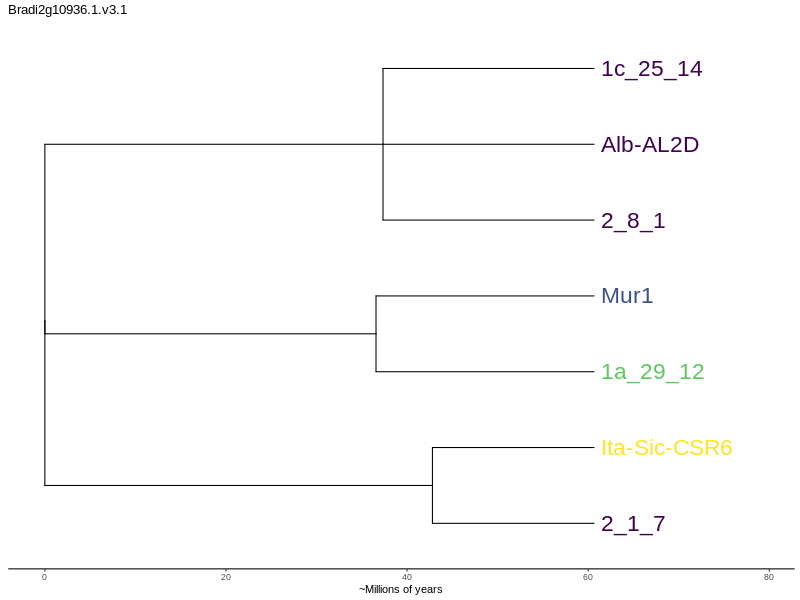 Bradi2g10936.1.v3.1
1c_25_14
Alb-AL2D
2_8_1
Mur1
1a_29_12
Ita-Sic-CSR6
2_1_7
0 20 40 60 80
~Millions of years